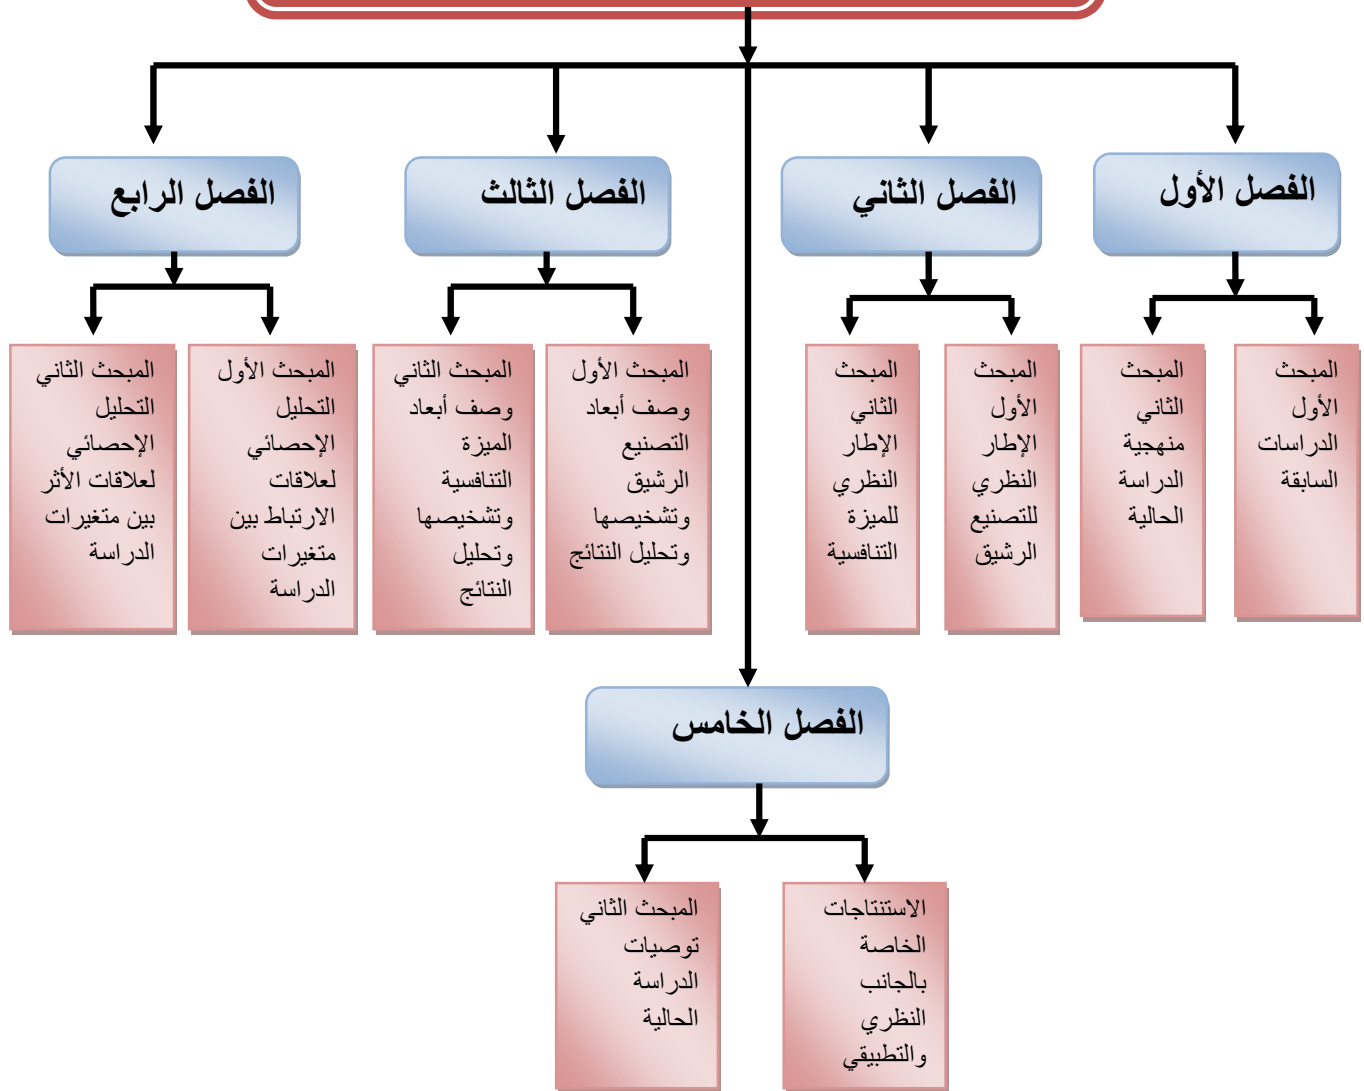 الفصل الأول
الفصل الثاني
الفصل الثالث
الفصل الرابع
المبحث
الأول
الدراسات
السابقة
المبحث
الثاني
منهجية
الدراسة
الحالية
المبحث
الأول
الإطار
النظري
للتصنيع
الرشيق
المبحث
الثاني
الإطار
النظري
للميزة
التنافسية
المبحث الأول
وصف أبعاد
التصنيع
الرشيق
وتشخيصها
وتحليل النتائج
المبحث الثاني
وصف أبعاد
الميزة
التنافسية
وتشخيصها
وتحليل
النتائج
المبحث الأول
التحليل
الإحصائي
لعلاقات
الارتباط بين
متغيرات
الدراسة
المبحث الثاني
التحليل
الإحصائي
لعلاقات الأثر
بين متغيرات
الدراسة
الفصل الخامس
الاستنتاجات
الخاصة
بالجانب
النظري
والتطبيقي
المبحث الثاني
توصيات
الدراسة
الحالية